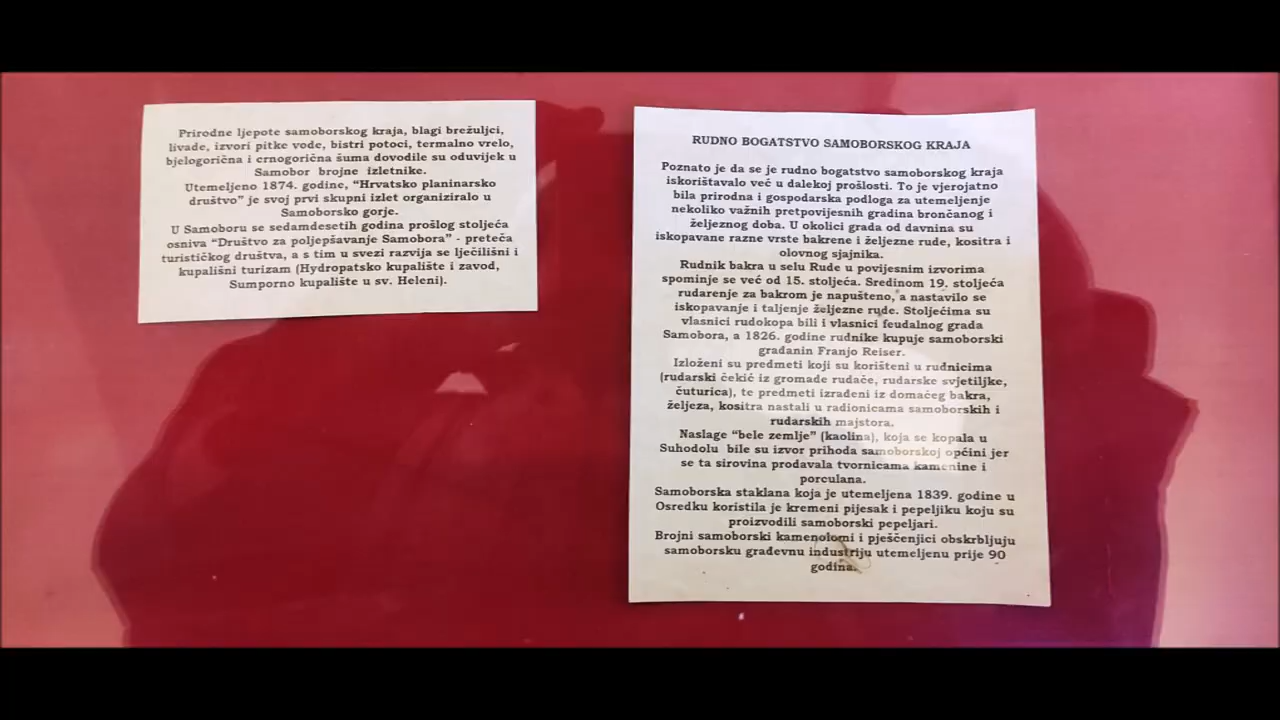 Prirodne ljepote samoborskog kraja, blagi brežuljci,
livade, izvori pitke vode, bistri potoci, termalno vrelo,
bjelogorična i crnogorična šuma dovodile su oduvijek u
Samobor brojne izletnike.
Utemeljeno 1874. godine, “Hrvatsko planinarsko
društvo” je svoj prvi skupni izlet organiziralo u
Samoborsko gorje.
U Samoboru se sedamdesetih godina prošlog stoljeća
osniva “Društvo za poljepšavanje Samobora” - preteča
turističkog društva, a s tim u svezi razvija se lječilišni i
kupališni turizam (Hydropatsko kupalište i zavod,
Sumporno kupalište u sv. Heleni).
RUDNO BOGATSTVO SAMOBORSKOG KRAJA
Poznato je da se je rudno bogatstvo samoborskog kraja
iskorištavalo već u dalekoj prošlosti. To je vjerojatno
bila prirodna i gospodarska podloga za utemeljenje
nekoliko važnih pretpovijesnih gradina brončanog i
željeznog doba. U okolici grada od davnina su
iskopavane razne vrste bakrene i željezne rude, kositra i
olovnog sjajnika.
Rudnik bakra u selu Rude u povijesnim izvorima
spominje se već od 15. stoljeća. Sredinom 19. stoljeća
rudarenje za bakrom je napušteno, a nastavilo se
iskopavanje i taljenje željezne rude. Stoljećima su
vlasnici rudokopa bili i vlasnici feudalnog grada
Samobora, a 1826. godine rudnike kupuje samoborski
građanin Franjo Reiser.
Izloženi su predmeti koji su korišteni u rudnicima
(rudarski čekić iz gromade rudače, rudarske svjetiljke,
čuturica), te predmeti izrađeni iz domaćeg bakra,
željeza, kositra nastali u radionicama samoborskih i
rudarskih majstora.
Naslage “bele zemlje” (kaolina), koja se kopala u
Suhodolu bile su izvor prihoda samoborskoj općini jer
se ta sirovina prodavala tvornicama kamenine i
porculana.
Samoborska staklana koja je utemeljena 1839. godine u
Osredku koristila je kremeni pijesak i pepeljiku koju su
proizvodili samoborski pepeljari.
Brojni samoborski kamenolomi i pješčenjici obskrbljuju
samoborsku građevnu industriju utemeljenu prije 90
godina.